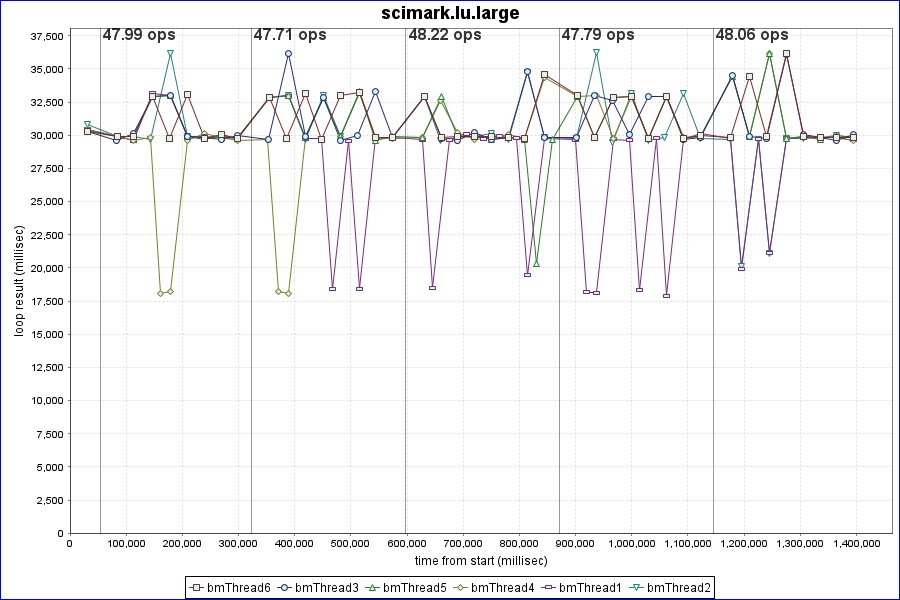 scimark.lu.large
47.99 ops 47.71 ops 48.22 ops 47.79 ops 48.06 ops
37,500
35,000
32,500
30,000
27,500
25,000
22,500
20,000
17,500
15,000
12,500
10,000
7,500
5,000
2,500
0
loop result (millisec)
0 100,000 200,000 300,000 400,000 500,000 600,000 700,000 800,000 900,000 1,000,000 1,100,000 1,200,000 1,300,000 1,400,000
time from start (millisec)
bmThread6 bmThread3 bmThread5 bmThread4 bmThread1 bmThread2